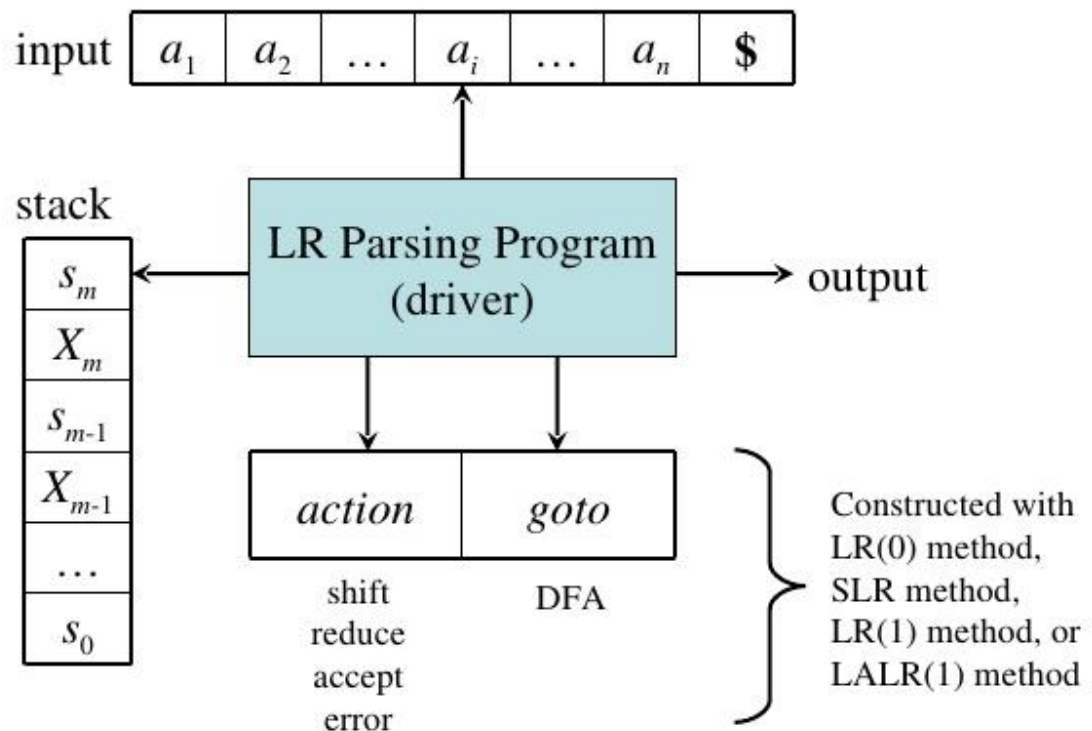 input a₁ a₂ … aᵢ … aₙ $
stack
sₘ
Xₘ
sₘ₋₁
Xₘ₋₁
…
s₀
LR Parsing Program
(driver)
output
action goto
shift
reduce
accept
error
DFA
Constructed with
LR(0) method,
SLR method,
LR(1) method, or
LALR(1) method